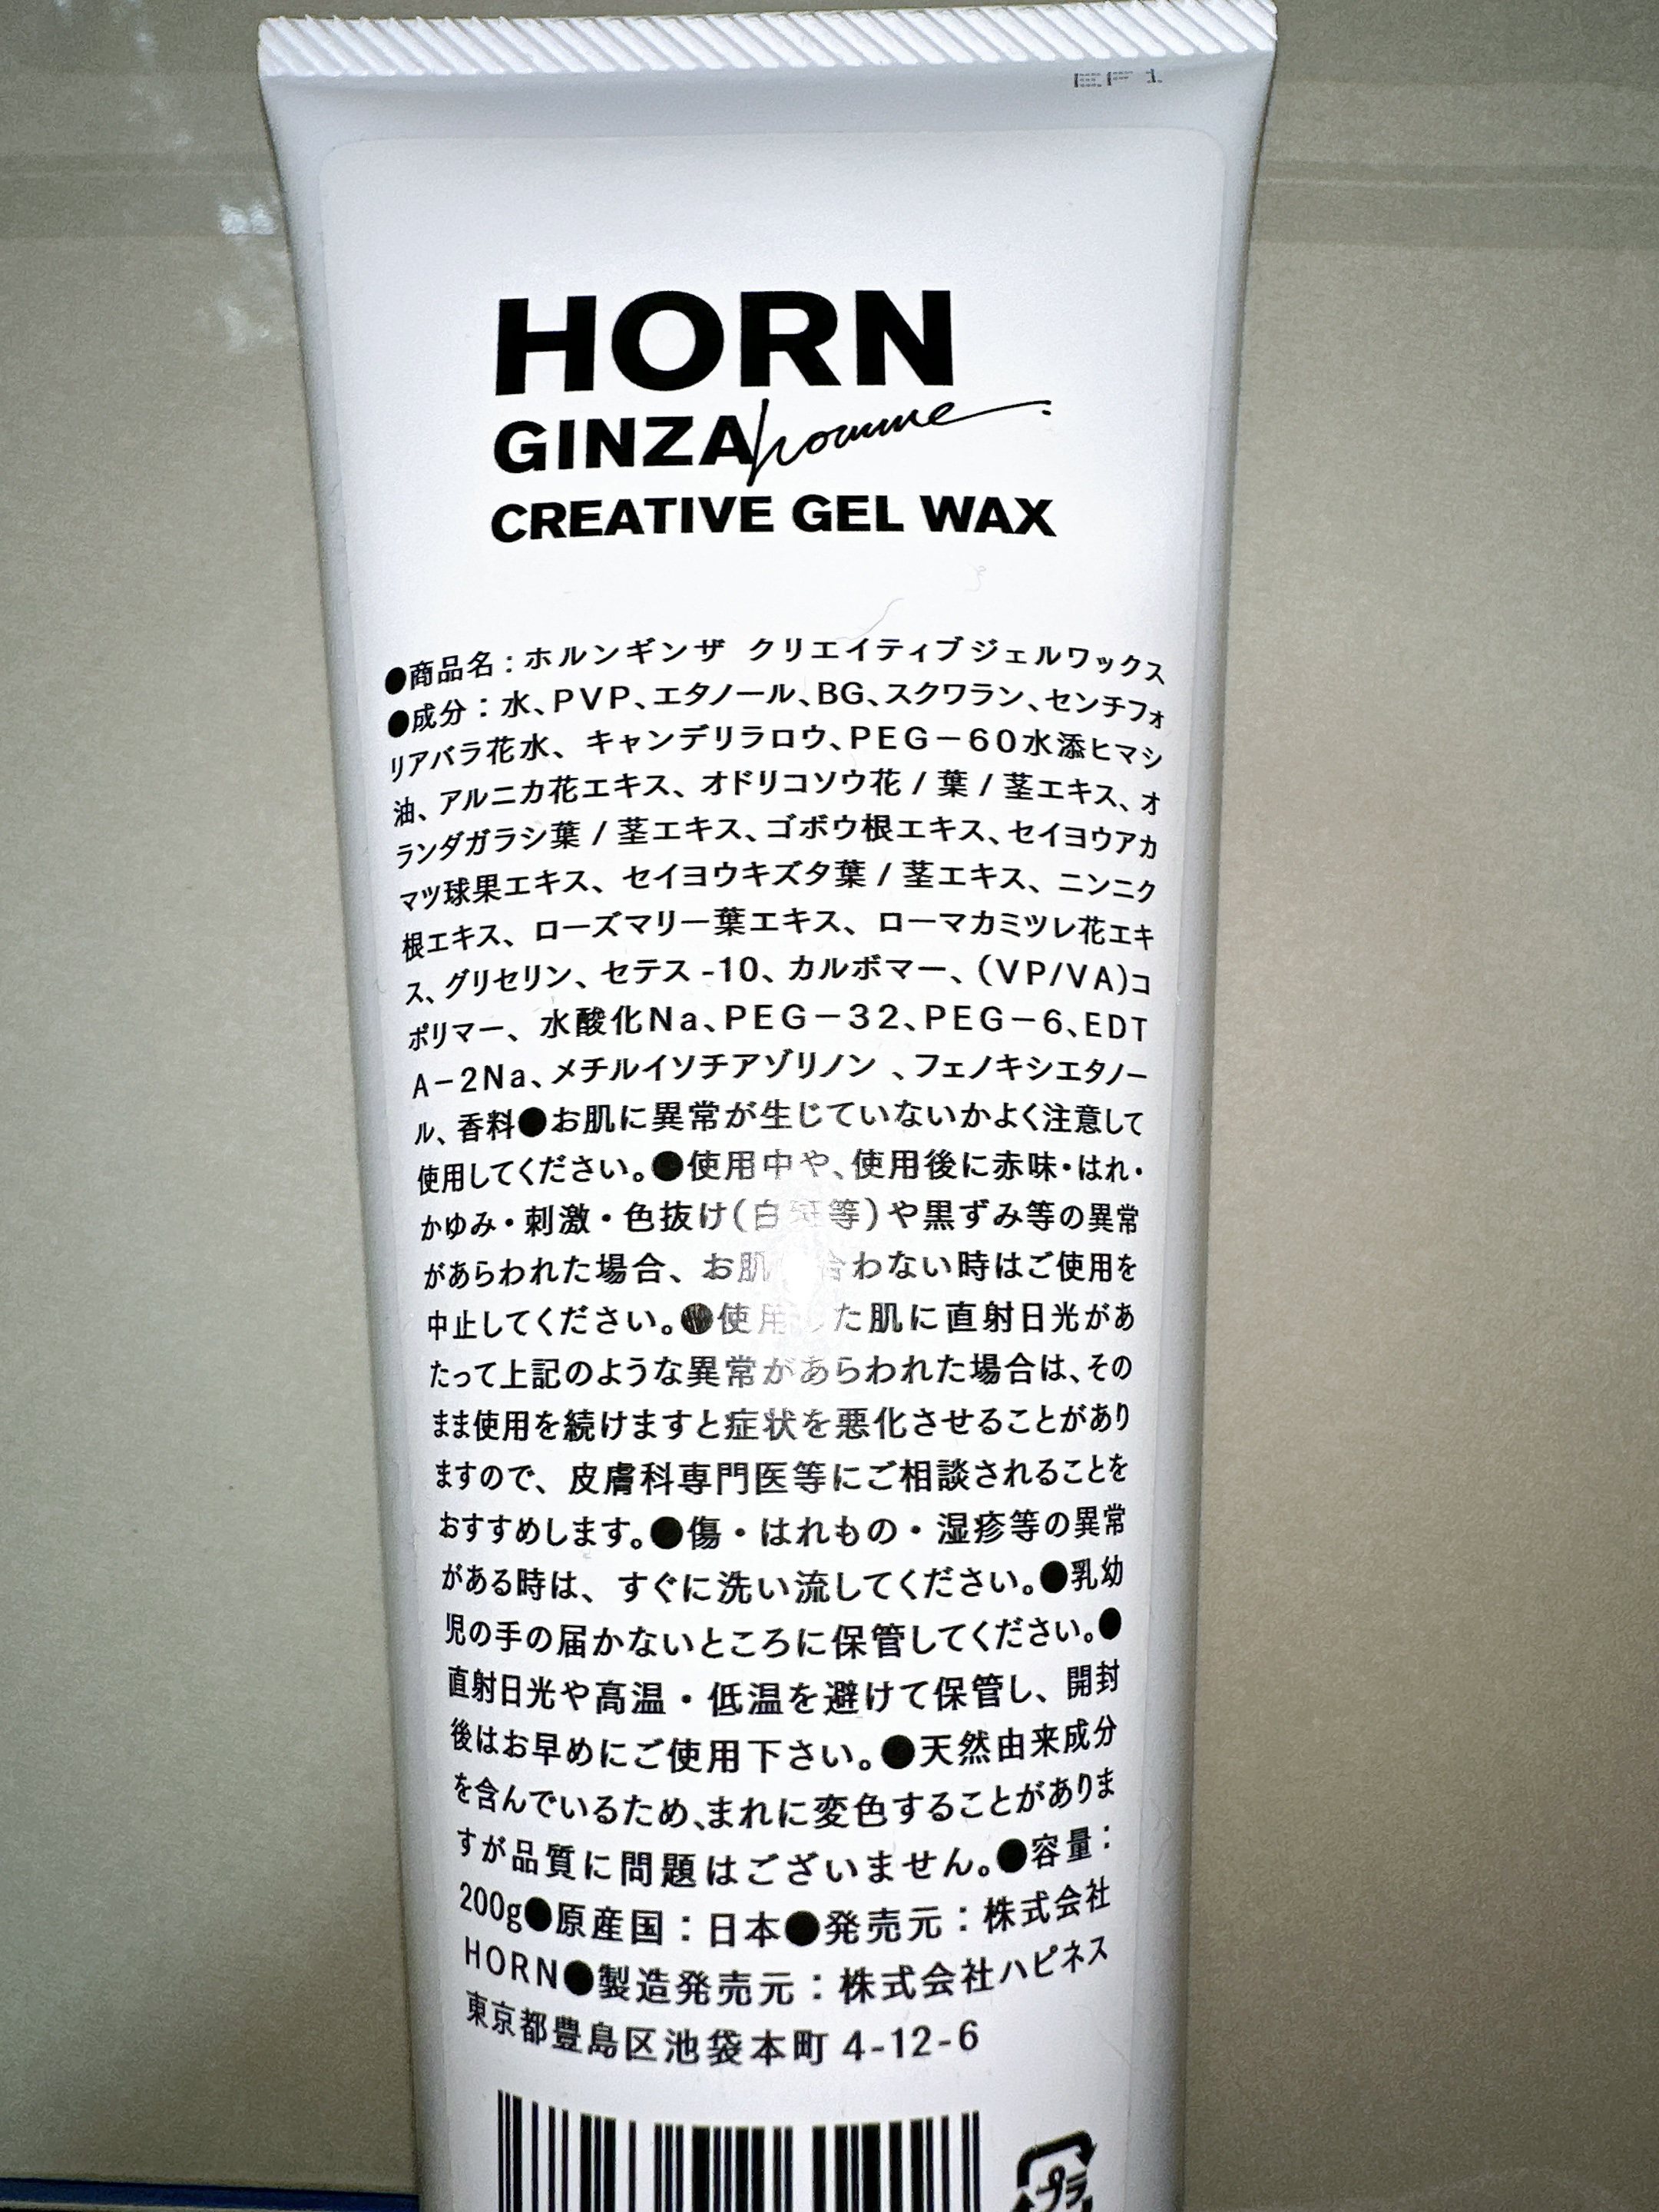 HORN
GINZA homme
CREATIVE GEL WAX
●商品名：ホルンギンザ クリエイティブジェルワックス
●成分：水、PVP、エタノール、BG、スクワラン、センチフォ
リアバラ花水、キャンデリラロウ、PEG－60水添ヒマシ
油、アルニカ花エキス、オドリコソウ花 / 葉 / 茎エキス、オ
ランダガラシ葉 / 茎エキス、ゴボウ根エキス、セイヨウアカ
マツ球果エキス、セイヨウキズタ葉 / 茎エキス、ニンニク
根エキス、ローズマリー葉エキス、ローマカミツレ花エキ
ス、グリセリン、セテス -10、カルボマー、(VP/VA)コ
ポリマー、水酸化Na、PEG－32、PEG－6、EDT
A－2Na、メチルイソチアゾリノン 、フェノキシエタノー
ル、香料●お肌に異常が生じていないかよく注意して
使用してください。●使用中や、使用後に赤味・はれ・
かゆみ・刺激・色抜け(白斑等)や黒ずみ等の異常
があらわれた場合、お肌 合わない時はご使用を
中止してください。●使用 た肌に直射日光があ
たって上記のような異常があらわれた場合は、その
まま使用を続けますと症状を悪化させることがあり
ますので、皮膚科専門医等にご相談されることを
おすすめします。●傷・はれもの・湿疹等の異常
がある時は、すぐに洗い流してください。●乳幼
児の手の届かないところに保管してください。●
直射日光や高温・低温を避けて保管し、開封
後はお早めにご使用下さい。●天然由来成分
を含んでいるため、まれに変色することがありま
すが品質に問題はございません。●容量：
200g●原産国：日本●発売元：株式会社
HORN●製造発売元：株式会社ハピネス
東京都豊島区池袋本町 4-12-6
プラ